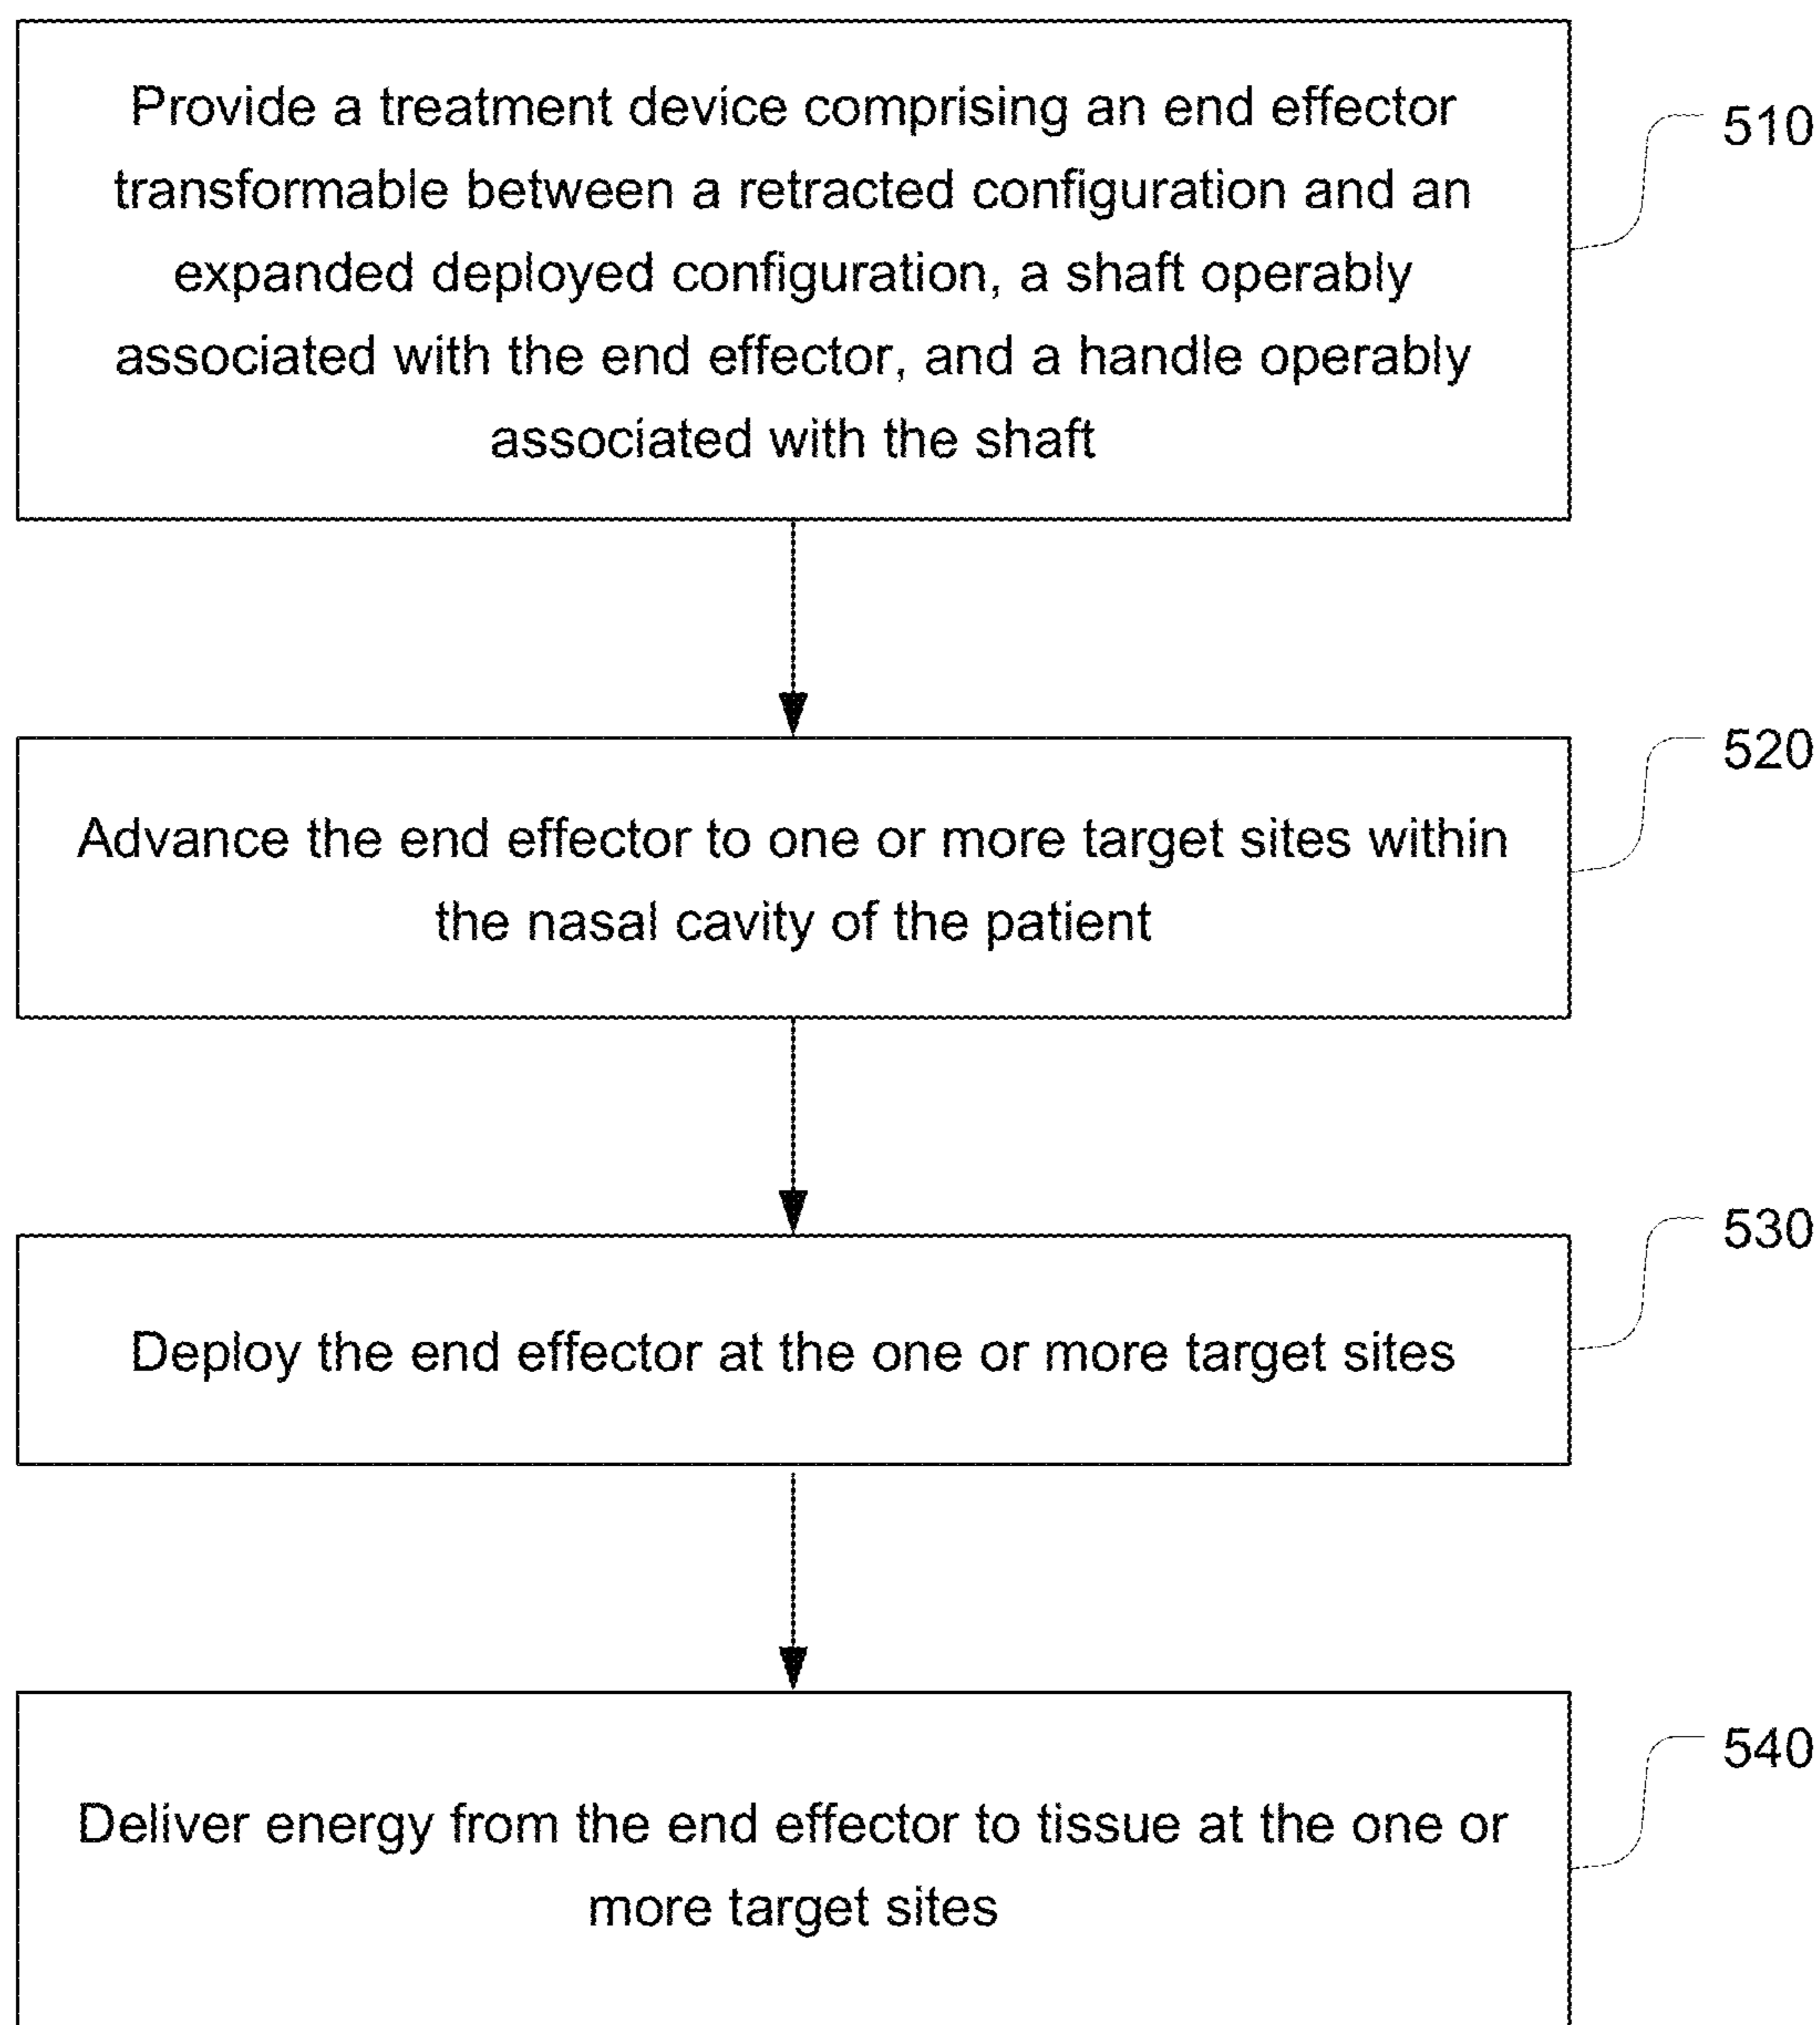 Provide a treatment device comprising an end effector
transformable between a retracted configuration and an
expanded deployed configuration, a shaft operably
associated with the end effector, and a handle operably
associated with the shaft
510
Advance the end effector to one or more target sites within
the nasal cavity of the patient
520
Deploy the end effector at the one or more target sites
530
Deliver energy from the end effector to tissue at the one or
more target sites
540